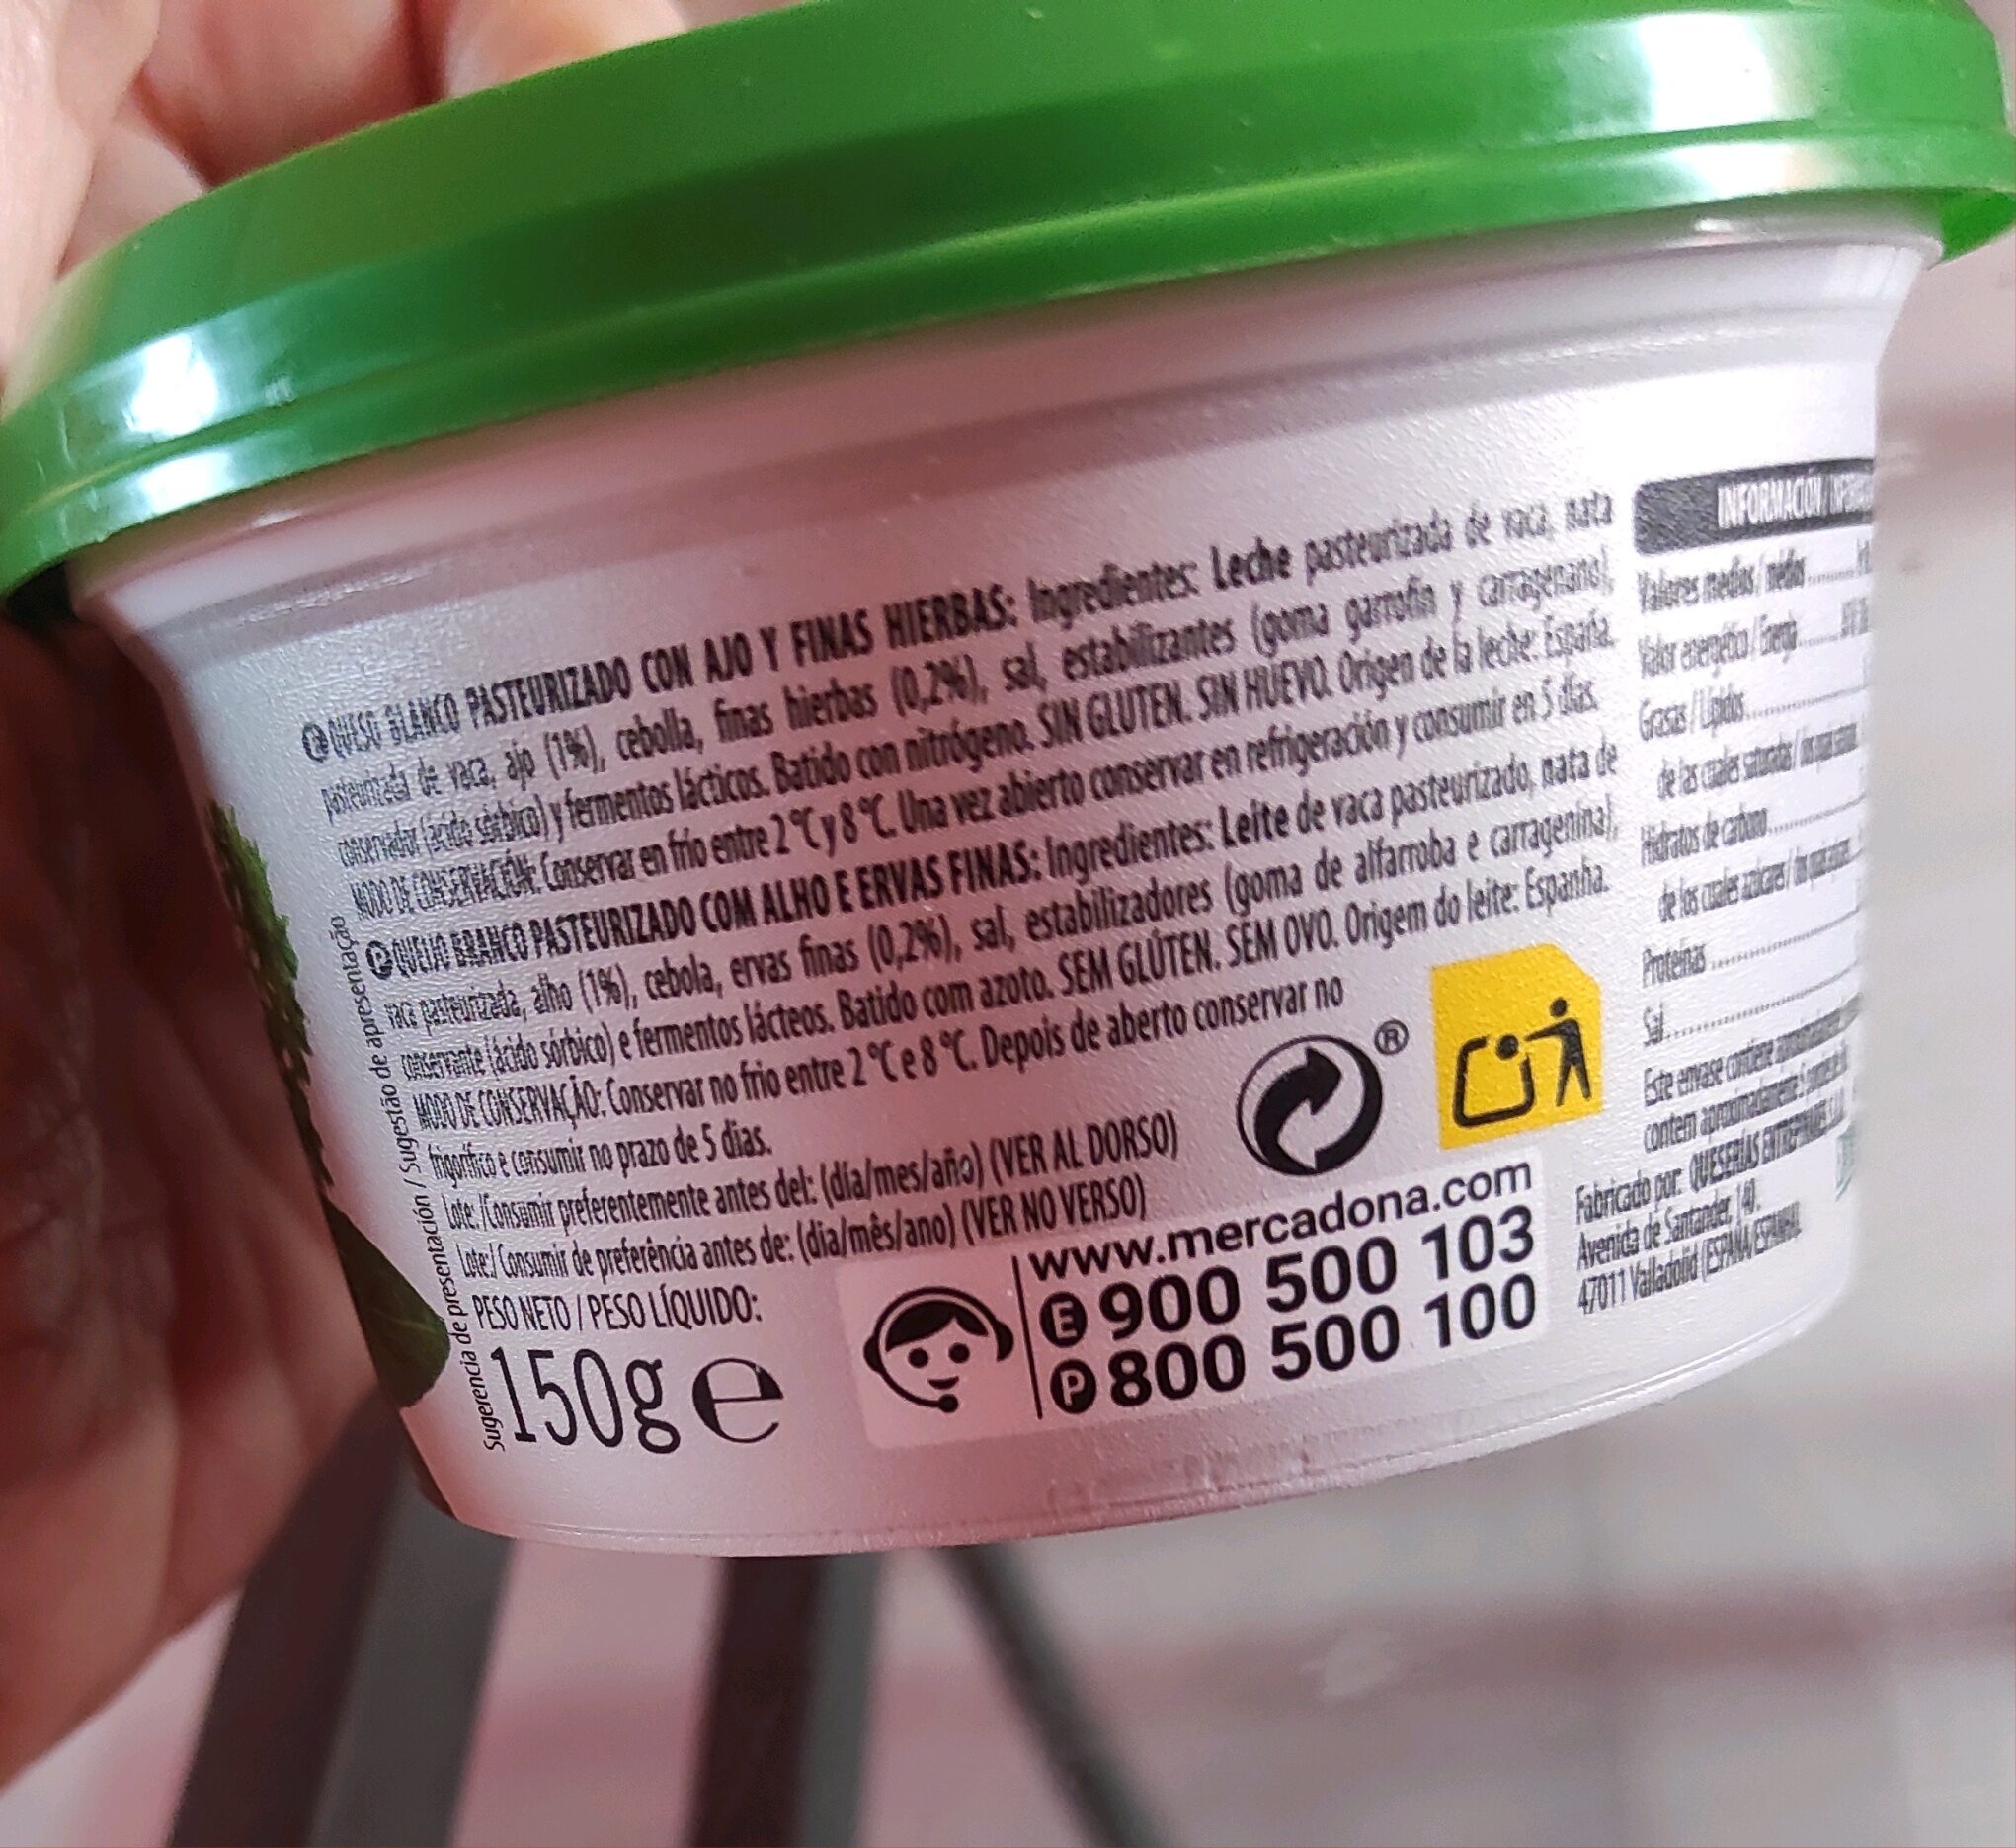 Ⓔ QUESO BLANCO PASTEURIZADO CON AJO Y FINAS HIERBAS: Ingredientes: Leche pasteurizada de vaca, nata
pasteurizada de vaca, ajo (1%), cebolla, finas hierbas (0,2%), sal, estabilizantes (goma garrofín y carragenano),
conservador (ácido sórbico) y fermentos lácticos. Batido con nitrógeno. SIN GLUTEN. SIN HUEVO. Origen de la leche: España.
MODO DE CONSERVACIÓN: Conservar en frío entre 2 °C y 8 °C. Una vez abierto conservar en refrigeración y consumir en 5 días.
Ⓟ QUEIJO BRANCO PASTEURIZADO COM ALHO E ERVAS FINAS: Ingredientes: Leite de vaca pasteurizado, nata de
vaca pasteurizada, alho (1%), cebola, ervas finas (0,2%), sal, estabilizadores (goma de alfarroba e carragenina),
conservante (ácido sórbico) e fermentos lácteos. Batido com azoto. SEM GLÚTEN. SEM OVO. Origem do leite: Espanha.
MODO DE CONSERVAÇÃO: Conservar no frio entre 2 °C e 8 °C. Depois de aberto conservar no
frigorífico e consumir no prazo de 5 dias.
Lote: / Consumir preferentemente antes del: (día/mes/año) (VER AL DORSO)
Lote: / Consumir de preferência antes de: (dia/mês/ano) (VER NO VERSO)
PESO NETO / PESO LÍQUIDO:
150g e
Sugerencia de presentación / Sugestão de apresentação
®
www.mercadona.com
Ⓔ 900 500 103
Ⓟ 800 500 100
INFORMACIÓN
Valores medios / médios
Valor energético / Energia
Grasas / Lípidos
de las cuales saturadas / dos quais
Hidratos de carbono
de los cuales azúcares / dos quais
Proteínas
Sal
Este envase contiene
contém aproximadamente 5
Fabricado por: QUESERÍAS ENTREPINARES
Avenida de Santander, 140.
47011 Valladolid (ESPAÑA/ESPANHA)